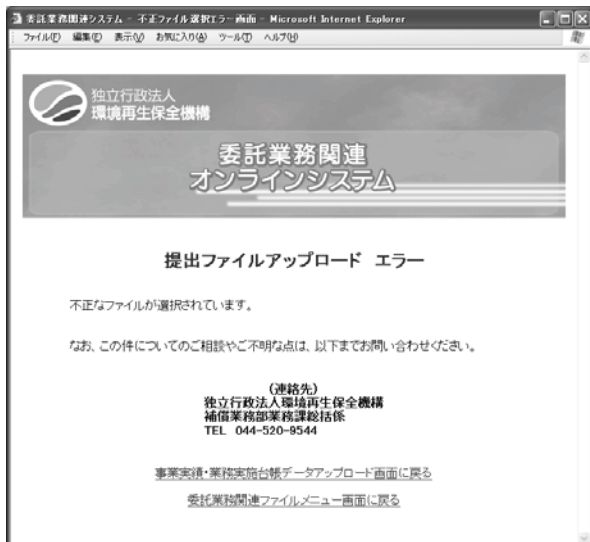 委託業務関連システム - 不正ファイル選択エラー画面 - Microsoft Internet Explorer
ファイル(F) 編集(E) 表示(V) お気に入り(A) ツール(T) ヘルプ(H)
独立行政法人
環境再生保全機構
委託業務関連
オンラインシステム
提出ファイルアップロード エラー
不正なファイルが選択されています。
なお、この件についてのご相談やご不明な点は、以下までお問い合わせください。
(連絡先)
独立行政法人環境再生保全機構
補償業務部業務課総括係
TEL 044-520-9544
事業実績・業務実施台帳データアップロード画面に戻る
委託業務関連ファイルメニュー画面に戻る